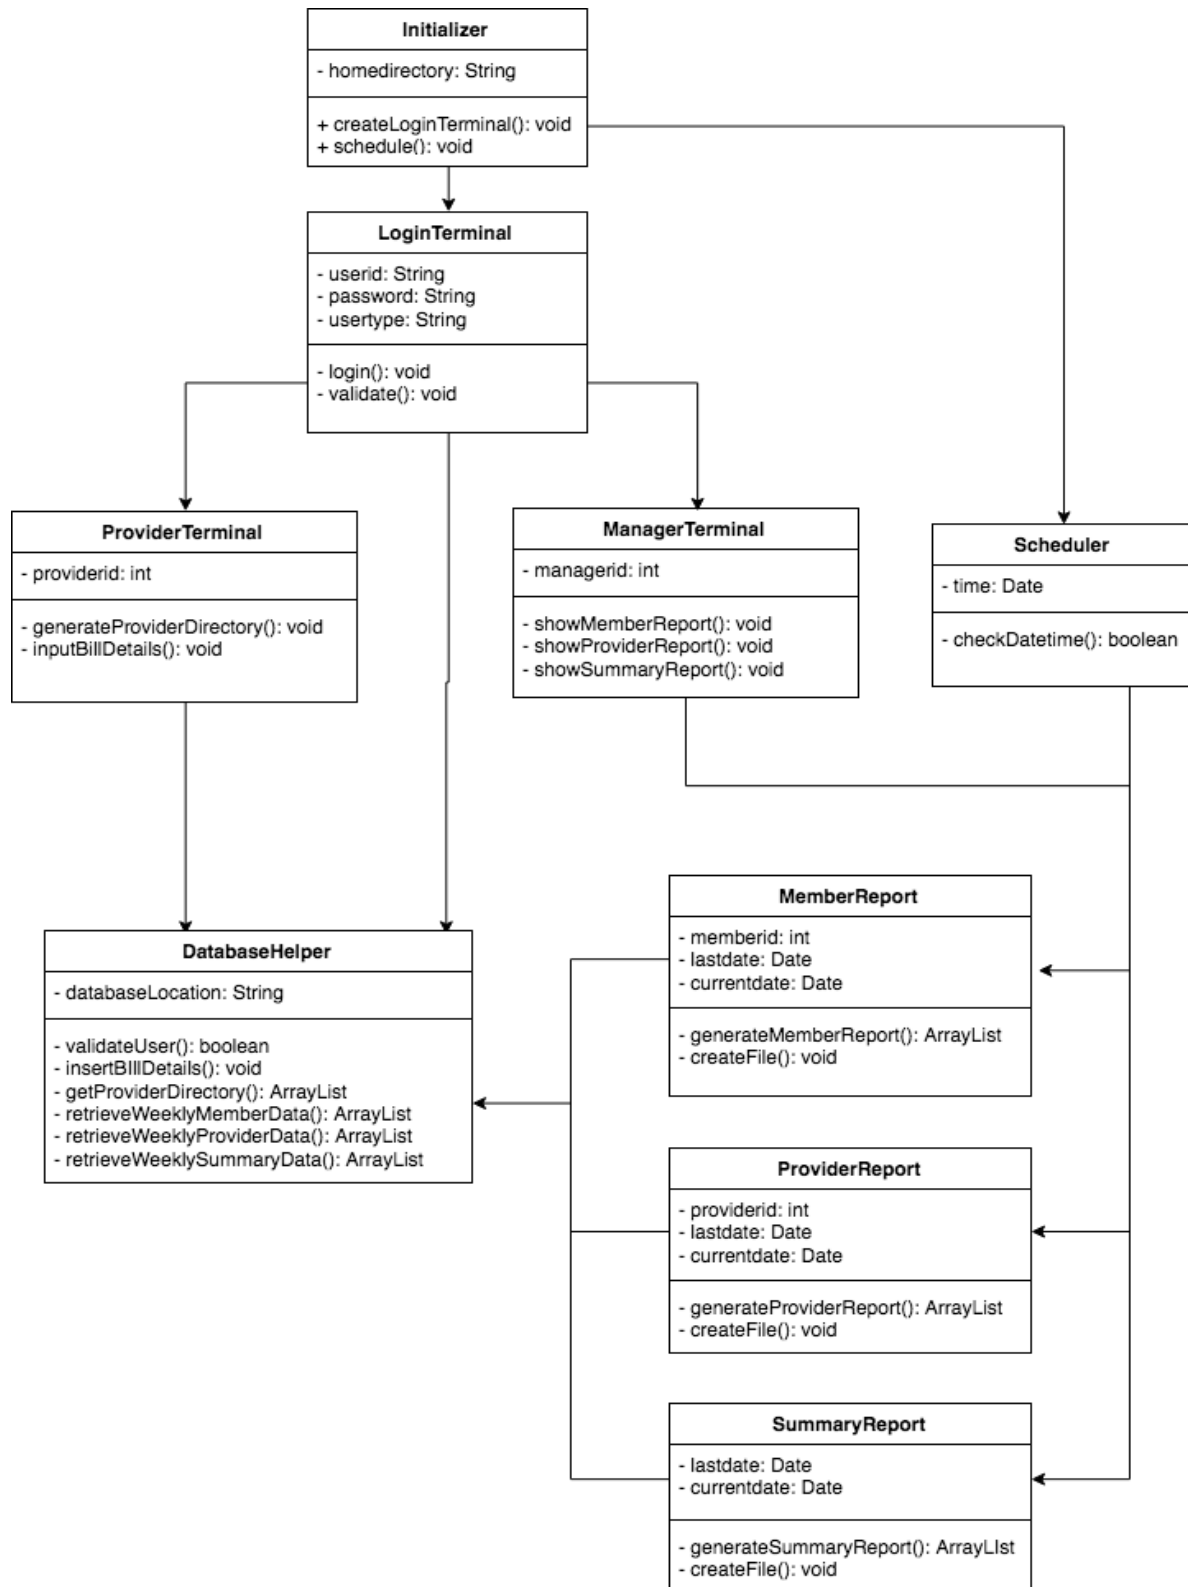 Initializer
- homedirectory: String
+ createLoginTerminal(): void
+ schedule(): void
LoginTerminal
- userid: String
- password: String
- usertype: String
- login(): void
- validate(): void
ProviderTerminal
- providerid: int
- generateProviderDirectory(): void
- inputBillDetails(): void
ManagerTerminal
- managerid: int
- showMemberReport(): void
- showProviderReport(): void
- showSummaryReport(): void
Scheduler
- time: Date
- checkDatetime(): boolean
DatabaseHelper
- databaseLocation: String
- validateUser(): boolean
- insertBIllDetails(): void
- getProviderDirectory(): ArrayList
- retrieveWeeklyMemberData(): ArrayList
- retrieveWeeklyProviderData(): ArrayList
- retrieveWeeklySummaryData(): ArrayList
MemberReport
- memberid: int
- lastdate: Date
- currentdate: Date
- generateMemberReport(): ArrayList
- createFile(): void
ProviderReport
- providerid: int
- lastdate: Date
- currentdate: Date
- generateProviderReport(): ArrayList
- createFile(): void
SummaryReport
- lastdate: Date
- currentdate: Date
- generateSummaryReport(): ArrayLIst
- createFile(): void